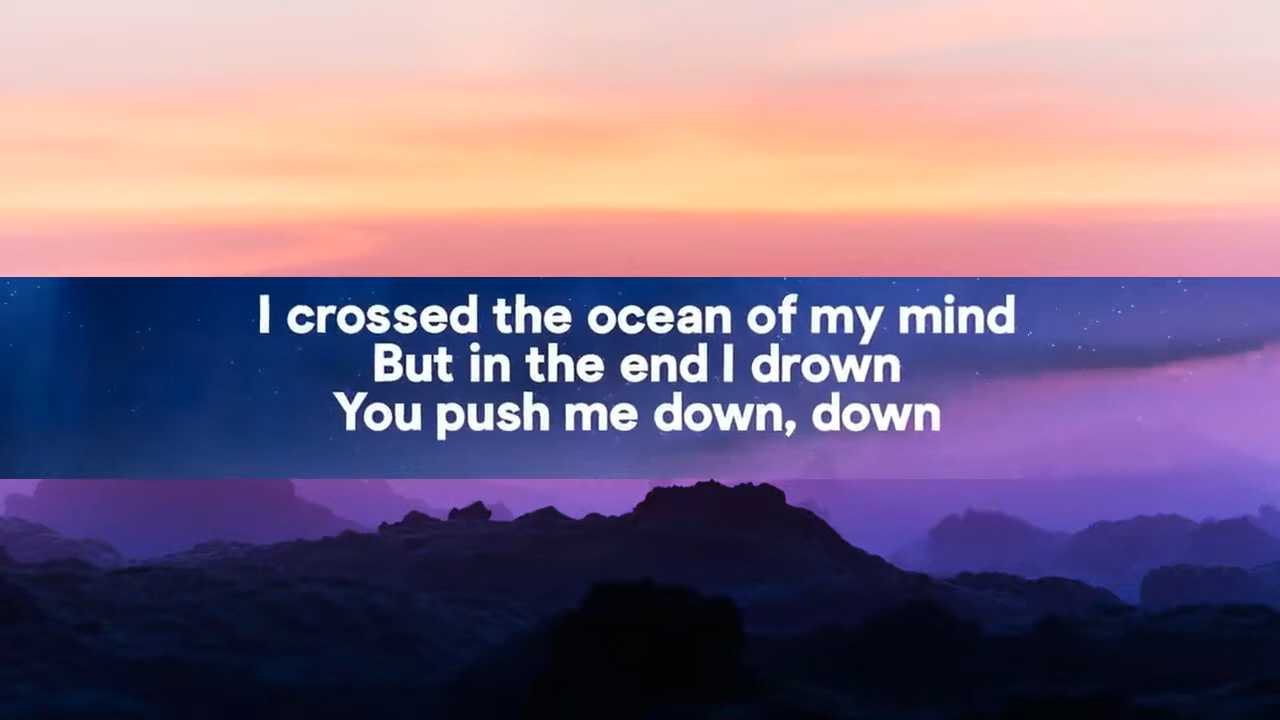 I crossed the ocean of my mind
But in the end I drown
You push me down, down